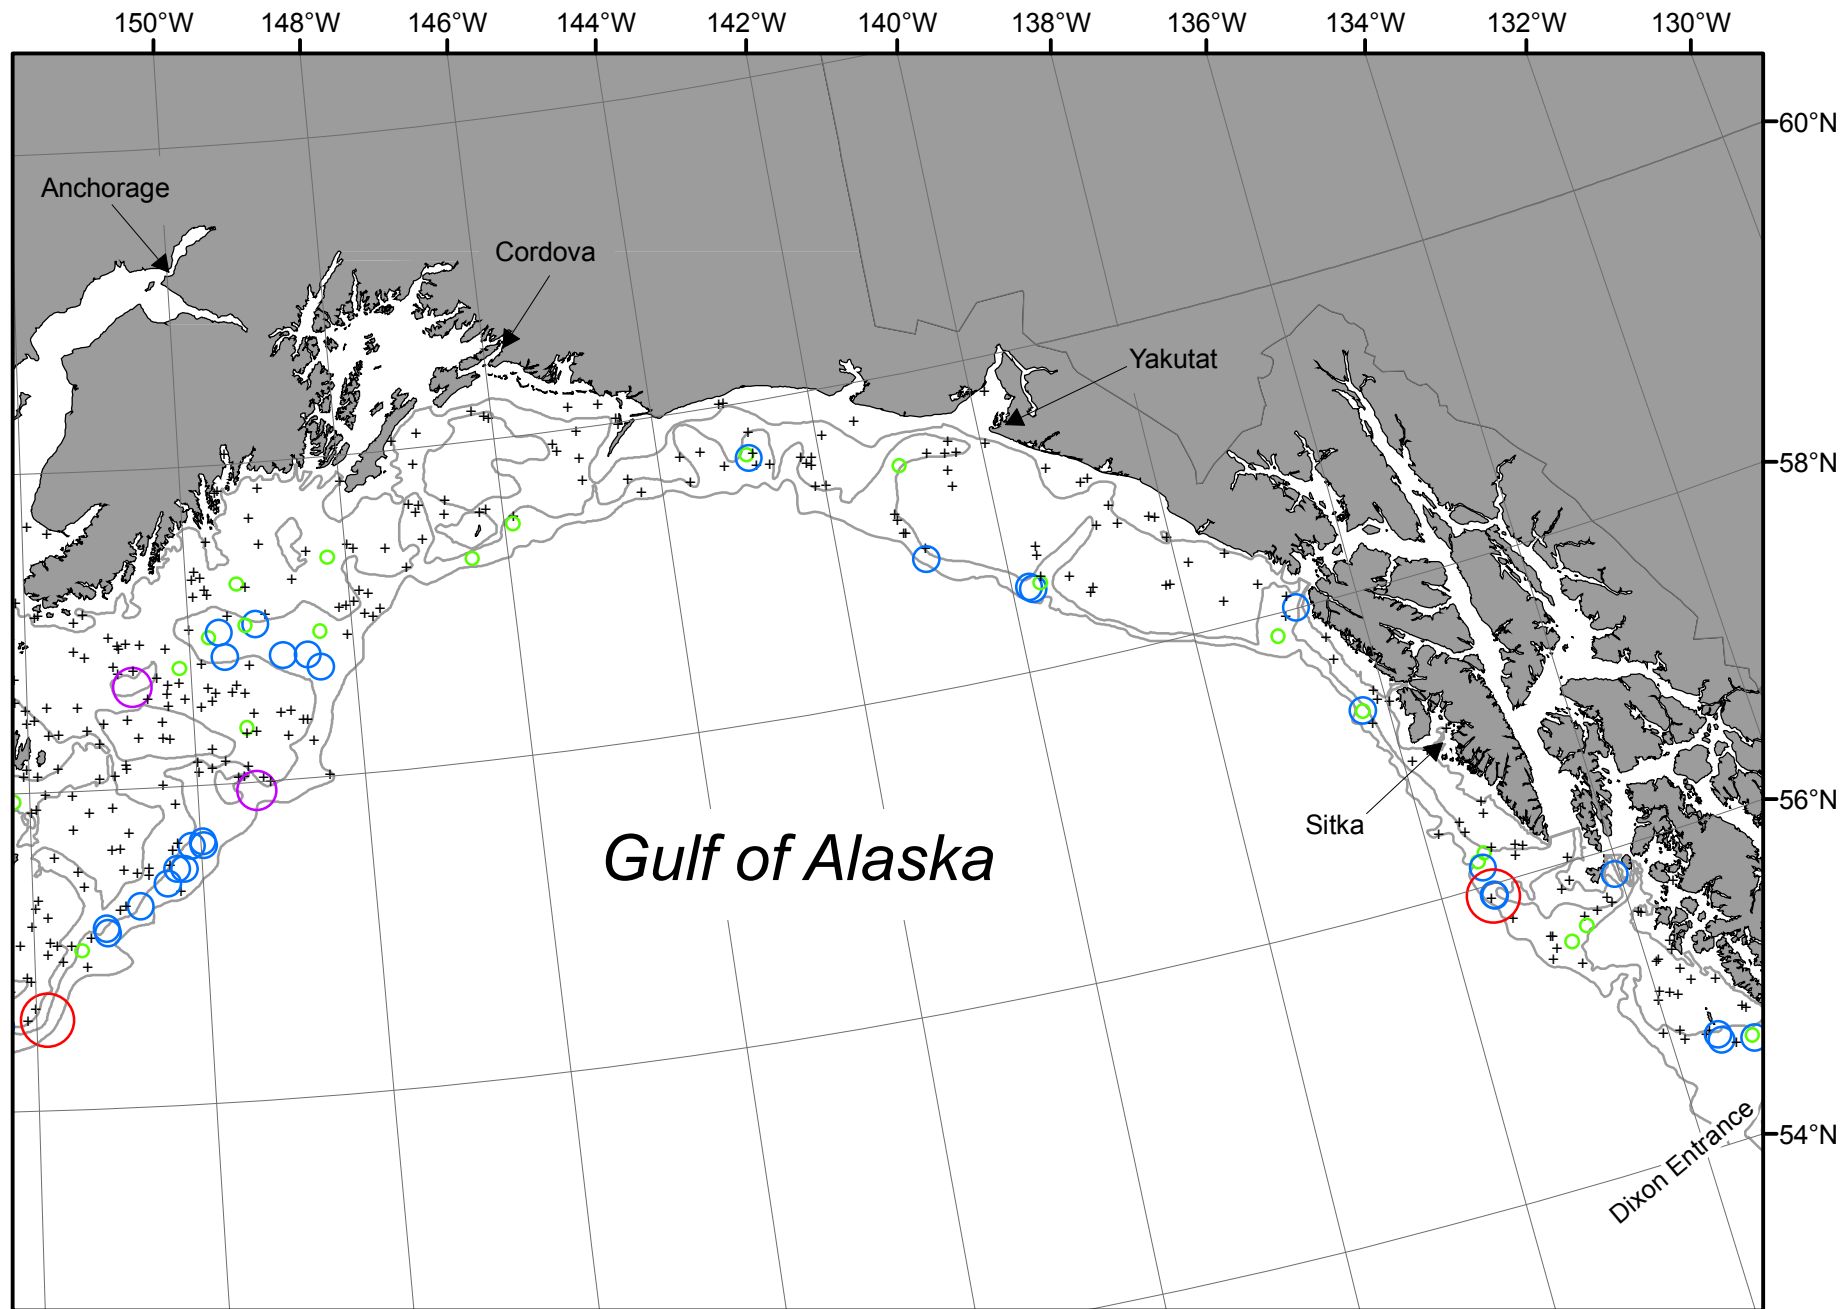 150°W 148°W 146°W 144°W 142°W 140°W 138°W 136°W 134°W 132°W 130°W
60°N
Anchorage
Cordova
Yakutat
58°N
56°N
Sitka
Gulf of Alaska
54°N
Dixon Entrance